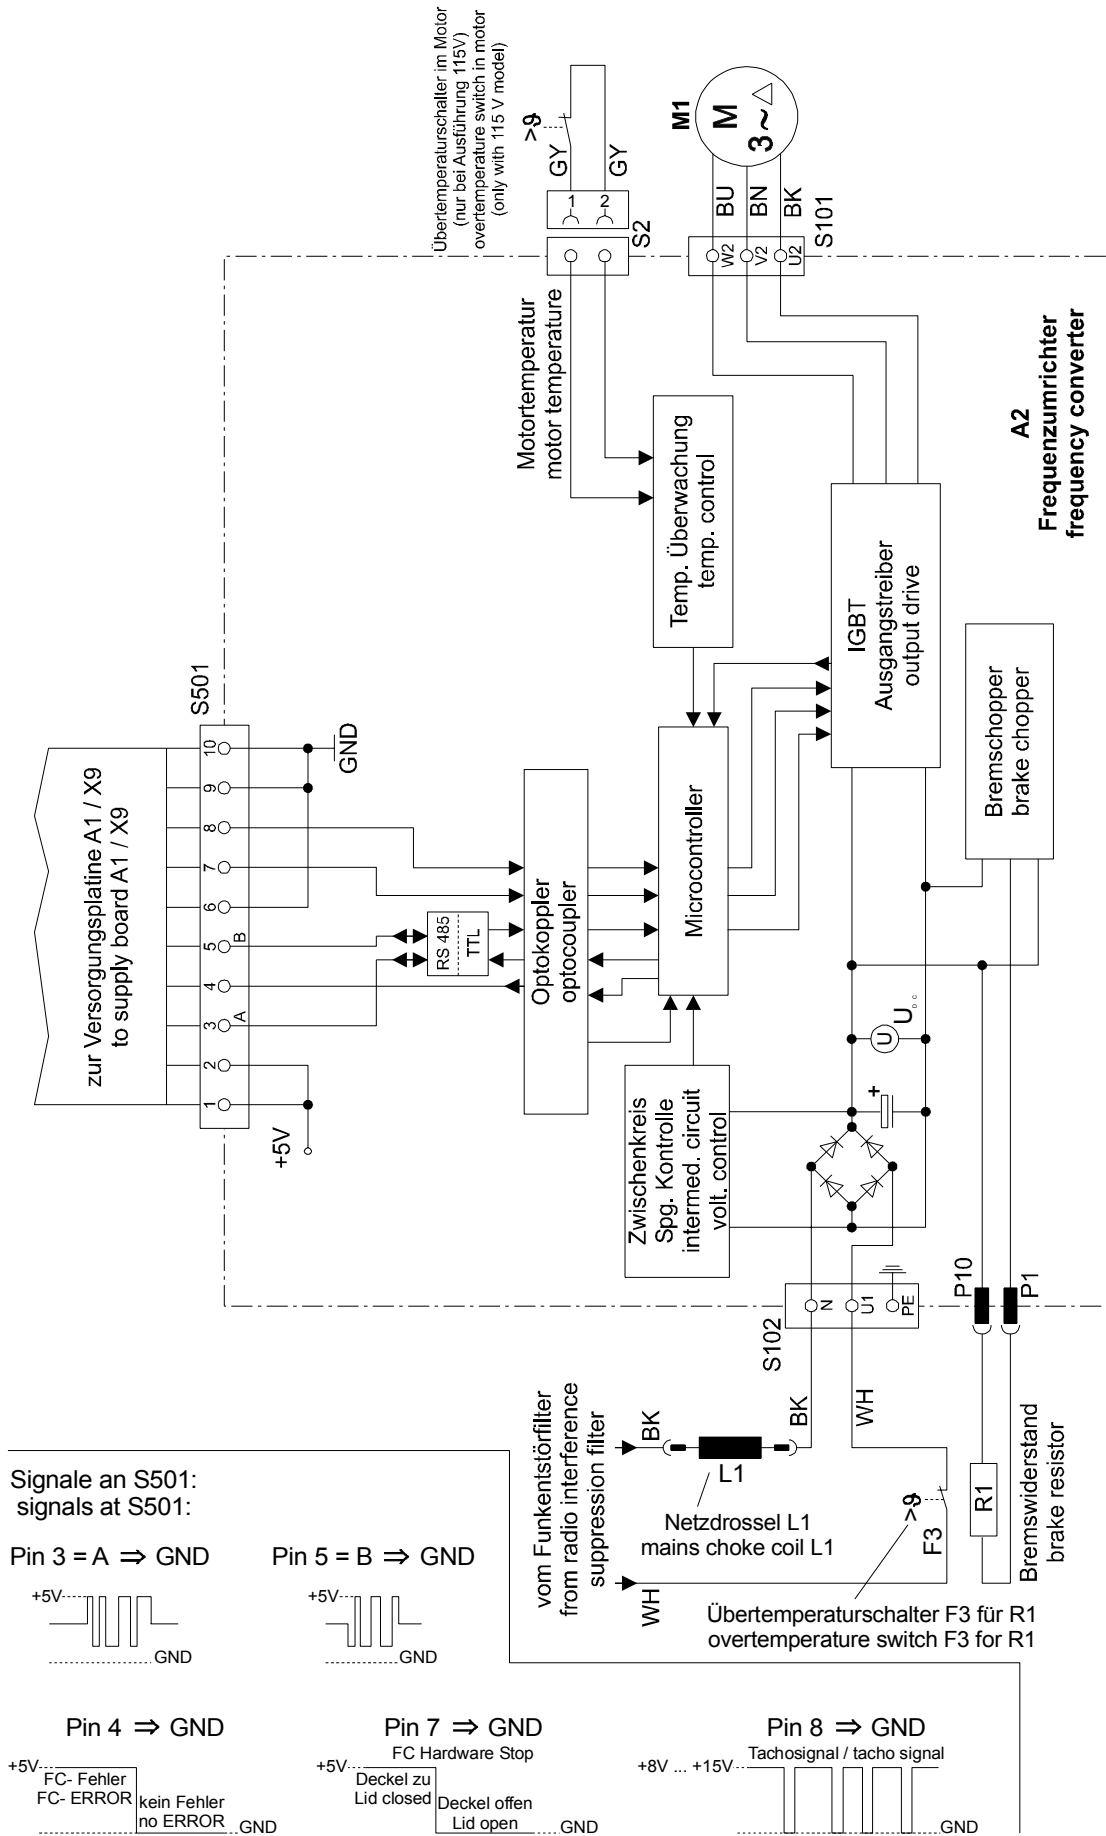 Übertemperaturschalter im Motor
(nur bei Ausführung 115V)
overtemperature switch in motor
(only with 115 V model)
>ϑ
GY
GY
1
2
S2
M1
M
3~△
BU
BN
BK
W2
V2
U2
S101
Motortemperatur
motor temperature
A2
Frequenzumrichter
frequency converter
zur Versorgungsplatine A1 / X9
to supply board A1 / X9
S501
10
9
8
7
6
5
4
3
2
1
B
A
GND
+5V
RS 485
TTL
Optokoppler
optocoupler
Microcontroller
Temp. Überwachung
temp. control
IGBT
Ausgangstreiber
output drive
Bremschopper
brake chopper
Zwischenkreis
Spg. Kontrolle
intermed. circuit
volt. control
+
U
U DC
S102
N
U1
PE
P10
P1
vom Funkentstörfilter
from radio interference
suppression filter
BK
BK
WH
WH
L1
Netzdrossel L1
mains choke coil L1
>ϑ
F3
R1
Bremswiderstand
brake resistor
Übertemperaturschalter F3 für R1
overtemperature switch F3 for R1
Signale an S501:
signals at S501:
Pin 3 = A ⇒ GND
+5V
GND
Pin 5 = B ⇒ GND
+5V
GND
Pin 4 ⇒ GND
+5V
FC- Fehler
FC- ERROR
kein Fehler
no ERROR
GND
Pin 7 ⇒ GND
FC Hardware Stop
+5V
Deckel zu
Lid closed
Deckel offen
Lid open
GND
Pin 8 ⇒ GND
Tachosignal / tacho signal
+8V ... +15V
GND